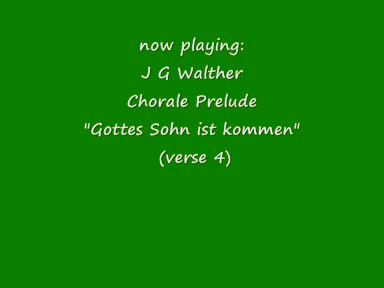 now playing:
J G Walther
Chorale Prelude
"Gottes Sohn ist kommen"
(verse 4)